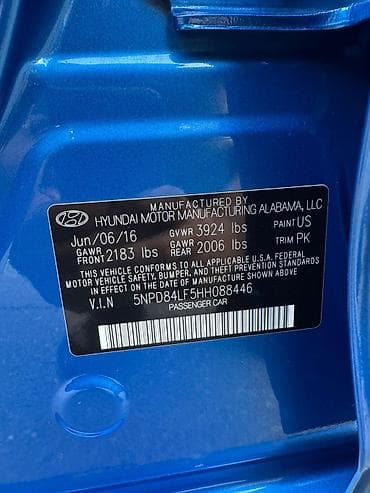 MANUFACTURED BY
HYUNDAI MOTOR MANUFACTURING ALABAMA, LLC
Jun/06/16 GVWR 3924 lbs PAINT US
GAWR FRONT 2183 lbs GAWR REAR 2006 lbs TRIM PK
THIS VEHICLE CONFORMS TO ALL APPLICABLE U.S.A. FEDERAL
MOTOR VEHICLE SAFETY, BUMPER, AND THEFT PREVENTION
STANDARDS IN EFFECT ON THE DATE OF MANUFACTURE SHOWN ABOVE.
V.I.N 5NPD84LF5HH088446
PASSENGER CAR